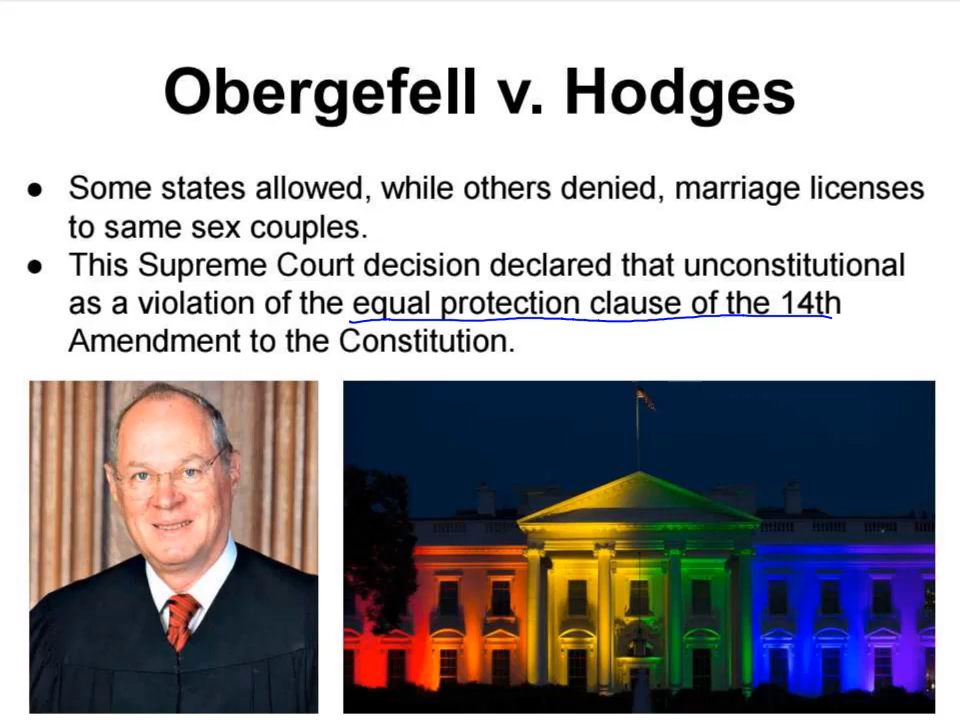 Obergefell v. Hodges
● Some states allowed, while others denied, marriage licenses
to same sex couples.
● This Supreme Court decision declared that unconstitutional
as a violation of the equal protection clause of the 14th
Amendment to the Constitution.